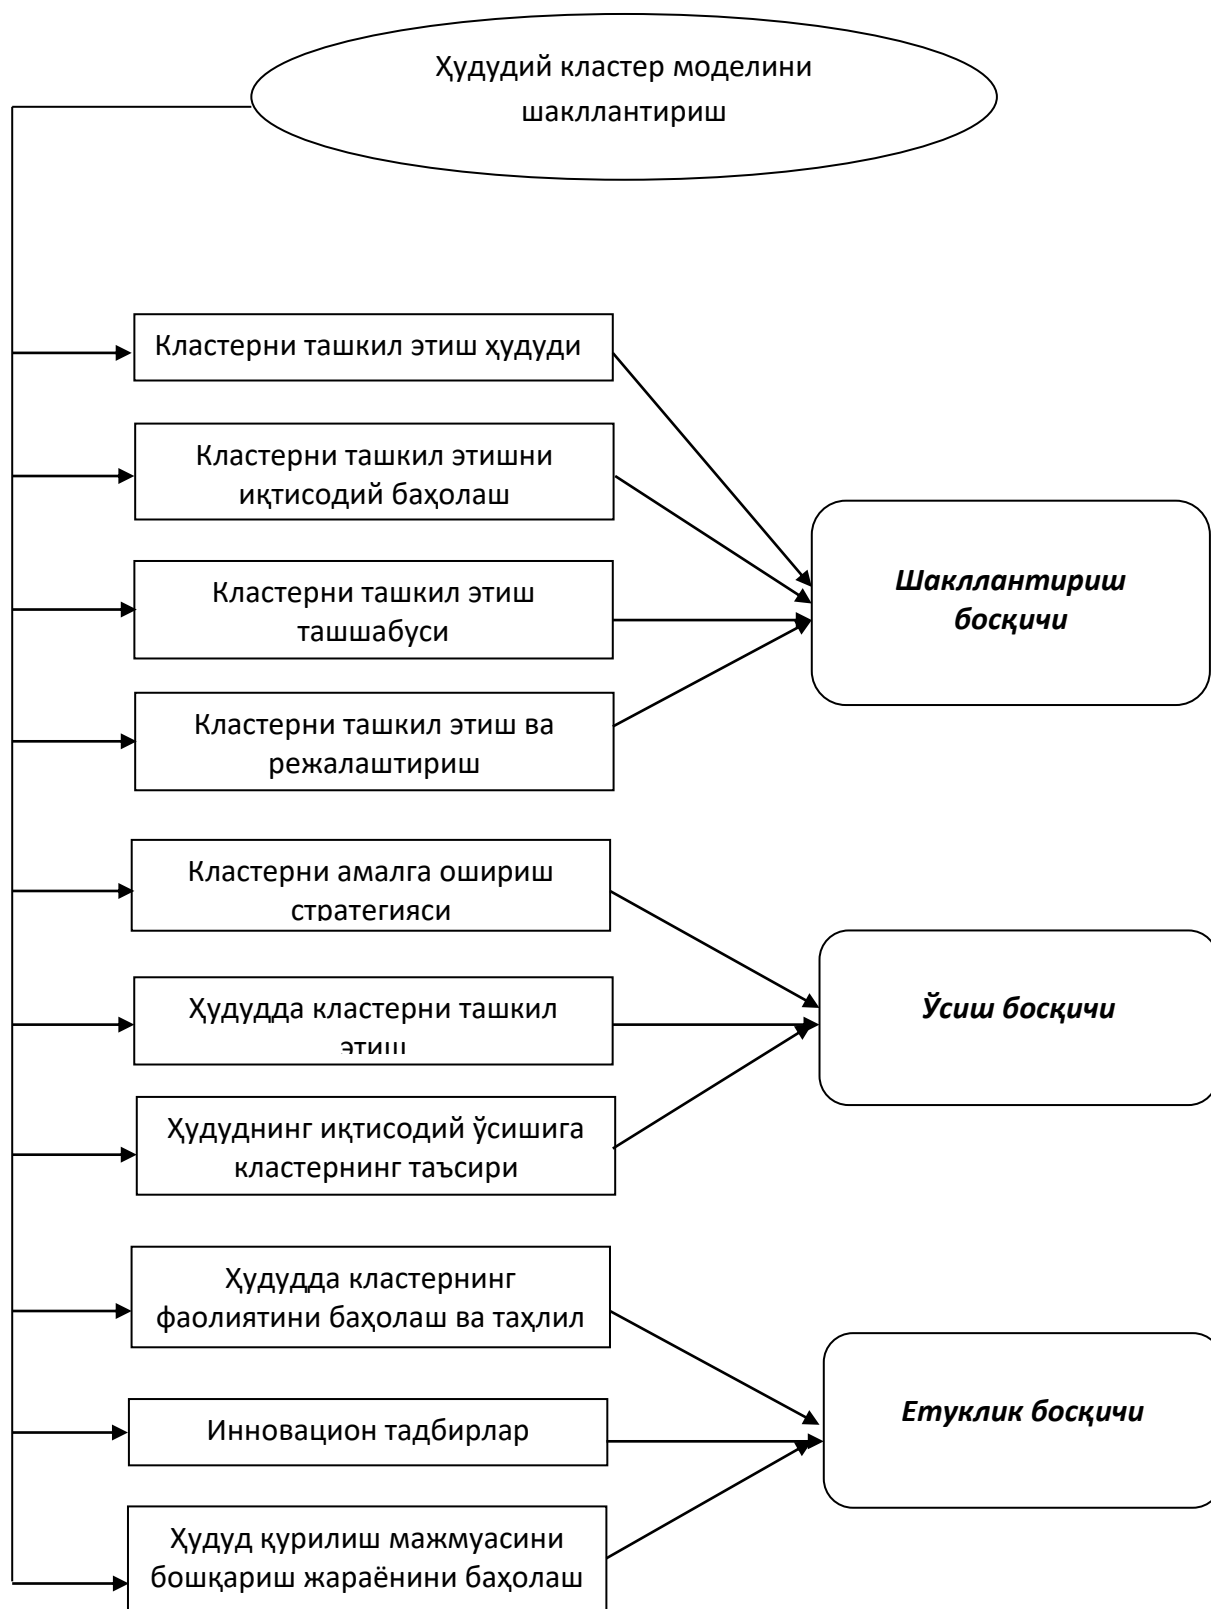 Ҳудудий кластер моделини
шакллантириш
Кластерни ташкил этиш ҳудуди
Кластерни ташкил этишни
иқтисодий баҳолаш
Кластерни ташкил этиш
ташшабуси
Кластерни ташкил этиш ва
режалаштириш
Шакллантириш
босқичи
Кластерни амалга ошириш
стратегияси
Ҳудудда кластерни ташкил
этиш
Ҳудуднинг иқтисодий ўсишига
кластернинг таъсири
Ўсиш босқичи
Ҳудудда кластернинг
фаолиятини баҳолаш ва таҳлил
Инновацион тадбирлар
Ҳудуд қурилиш мажмуасини
бошқариш жараёнини баҳолаш
Етуклик босқичи